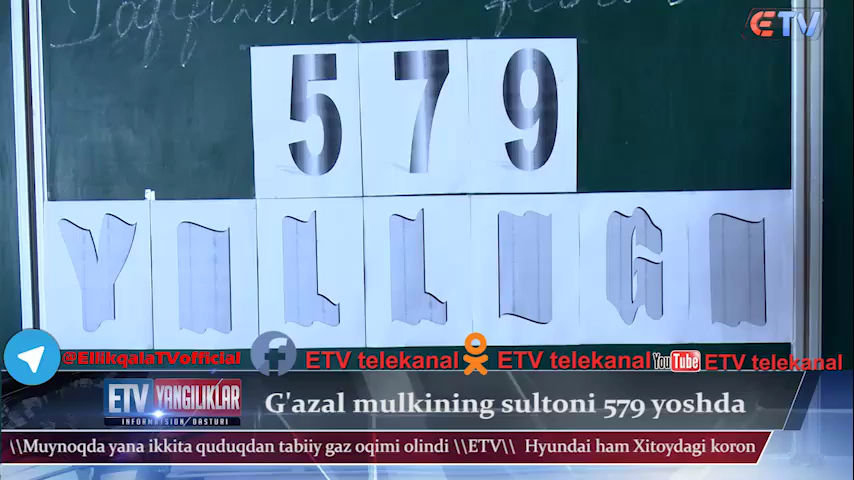 ETV
579
YILLIGI
@EllikqalaTVofficial
ETV telekanal
ETV telekanal
YouTube ETV telekanal
ETV YANGILIKLAR
INFORMATSION DASTURI
G'azal mulkining sultoni 579 yoshda
\\Muynoqda yana ikkita quduqdan tabiiy gaz oqimi olindi \\ETV\\ Hyundai ham Xitoydagi koron